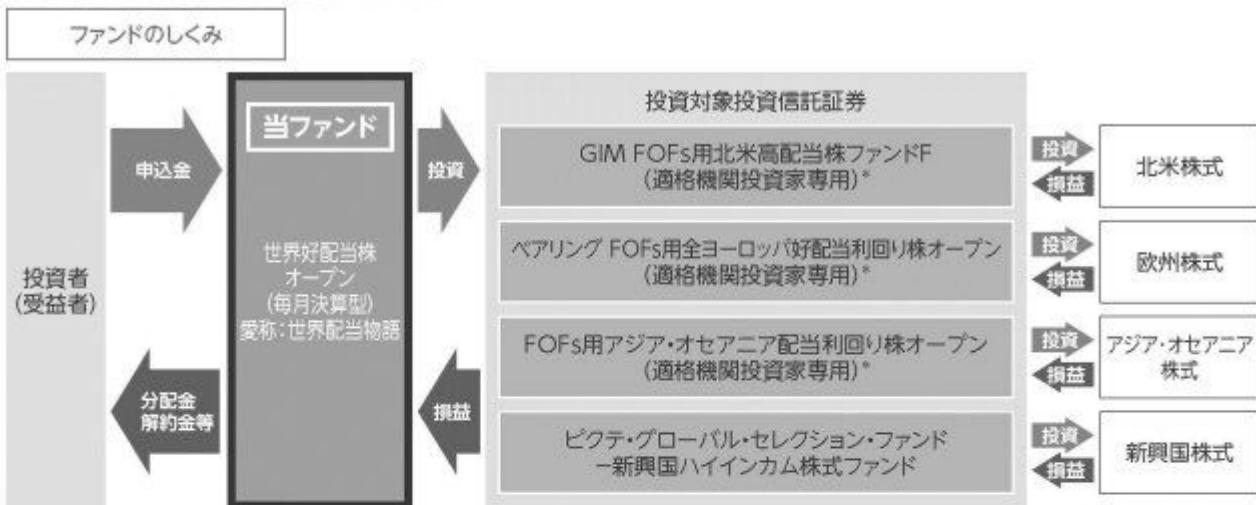 ファンドのしくみ
投資者
(受益者)
申込金
分配金
解約金等
当ファンド
世界好配当株
オープン
(毎月決算型)
愛称：世界配当物語
投資
損益
投資対象投資信託証券
GIM FOFs用北米高配当株ファンドF
(適格機関投資家専用)*
ベアリング FOFs用全ヨーロッパ好配当利回り株オープン
(適格機関投資家専用)*
FOFs用アジア・オセアニア配当利回り株オープン
(適格機関投資家専用)*
ピクテ・グローバル・セレクション・ファンド
−新興国ハイインカム株式ファンド
投資
損益
北米株式
投資
損益
欧州株式
投資
損益
アジア・オセアニア
株式
投資
損益
新興国株式